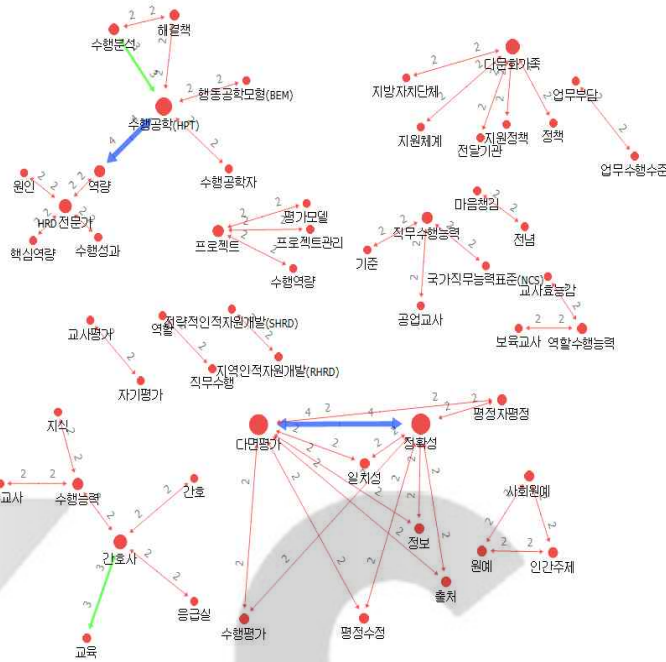 해결책
수행분석
행동공학모형(BEM)
수행공학(HPT)
수행공학자
원인
역량
HRD전문가
핵심역량
수행성과
다문화가족
지방자치단체
업무부담
지원체계
지원정책
정책
전달기관
업무수행수준
마음챙김
전념
평가모델
프로젝트
프로젝트관리
수행역량
직무수행능력
기준
국가직무능력표준(NCS)
공업교사
교사효능감
보육교사
역할수행능력
교사평가
자기평가
역할
전략적인적자원개발(SHRD)
직무수행
지역인적자원개발(RHRD)
지식
교사
수행능력
간호
간호사
응급실
교육
다면평가
정확성
평정자평정
일치성
정보
출처
수행평가
평정수정
사회원예
원예
인간주제